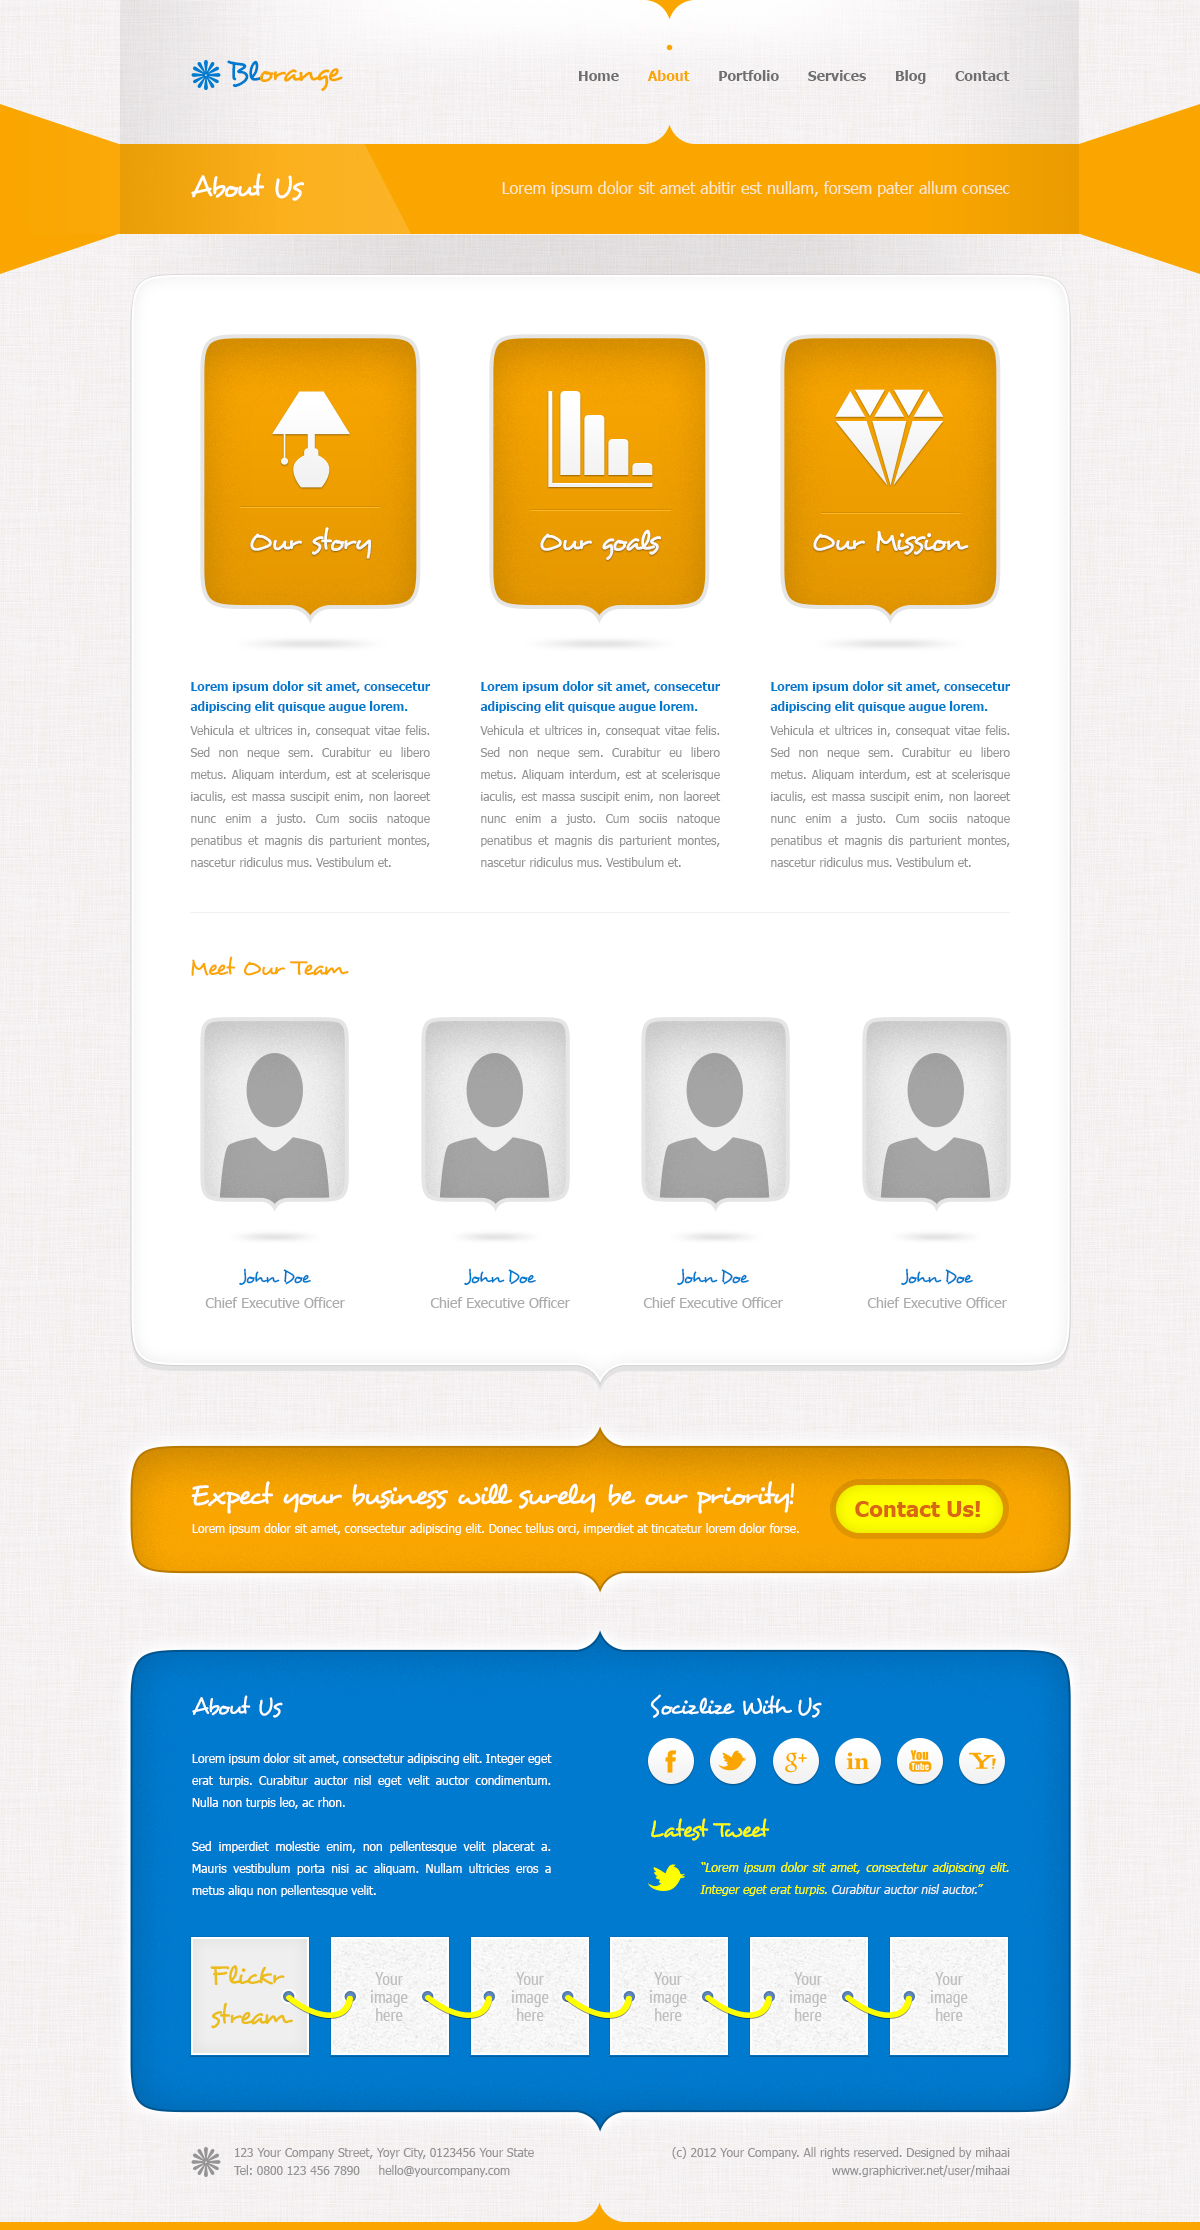 Blorange
Home About Portfolio Services Blog Contact
About Us
Lorem ipsum dolor sit amet abitir est nullam, forsem pater allum consec
Our story
Our goals
Our Mission
Lorem ipsum dolor sit amet, consecetur
adipiscing elit quisque augue lorem.
Vehicula et ultrices in, consequat vitae felis.
Sed non neque sem. Curabitur eu libero
metus. Aliquam interdum, est at scelerisque
iaculis, est massa suscipit enim, non laoreet
nunc enim a justo. Cum sociis natoque
penatibus et magnis dis parturient montes,
nascetur ridiculus mus. Vestibulum et.
Lorem ipsum dolor sit amet, consecetur
adipiscing elit quisque augue lorem.
Vehicula et ultrices in, consequat vitae felis.
Sed non neque sem. Curabitur eu libero
metus. Aliquam interdum, est at scelerisque
iaculis, est massa suscipit enim, non laoreet
nunc enim a justo. Cum sociis natoque
penatibus et magnis dis parturient montes,
nascetur ridiculus mus. Vestibulum et.
Lorem ipsum dolor sit amet, consecetur
adipiscing elit quisque augue lorem.
Vehicula et ultrices in, consequat vitae felis.
Sed non neque sem. Curabitur eu libero
metus. Aliquam interdum, est at scelerisque
iaculis, est massa suscipit enim, non laoreet
nunc enim a justo. Cum sociis natoque
penatibus et magnis dis parturient montes,
nascetur ridiculus mus. Vestibulum et.
Meet Our Team
John Doe
Chief Executive Officer
John Doe
Chief Executive Officer
John Doe
Chief Executive Officer
John Doe
Chief Executive Officer
Expect your business will surely be our priority!
Lorem ipsum dolor sit amet, consectetur adipiscing elit. Donec tellus orci, imperdiet at tincatetur lorem dolor forse.
Contact Us!
About Us
Lorem ipsum dolor sit amet, consectetur adipiscing elit. Integer eget
erat turpis. Curabitur auctor nisl eget velit auctor condimentum.
Nulla non turpis leo, ac rhon.
Sed imperdiet molestie enim, non pellentesque velit placerat a.
Mauris vestibulum porta nisi ac aliquam. Nullam ultricies eros a
metus aliqu non pellentesque velit.
Socizlize With Us
f g+ in You Tube Y!
Latest Tweet
"Lorem ipsum dolor sit amet, consectetur adipiscing elit.
Integer eget erat turpis. Curabitur auctor nisl auctor."
Flickr
stream
Your
image
here
Your
image
here
Your
image
here
Your
image
here
Your
image
here
123 Your Company Street, Yoyr City, 0123456 Your State
Tel: 0800 123 456 7890 hello@yourcompany.com
(c) 2012 Your Company. All rights reserved. Designed by mihaai
www.graphicriver.net/user/mihaai